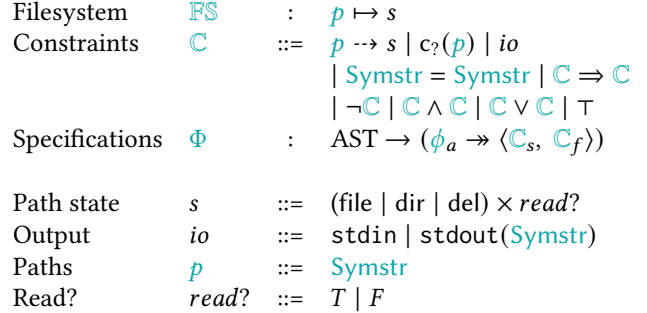 Filesystem 𝔽𝕊 : p ↦ s
Constraints ℂ ::= p ⇢ s | c?(p) | io
| Symstr = Symstr | ℂ ⇒ ℂ
| ¬ℂ | ℂ ∧ ℂ | ℂ ∨ ℂ | ⊤
Specifications Φ : AST → (ϕₐ ↠ ⟨ℂₛ, ℂ_f⟩)
Path state s ::= (file | dir | del) × read?
Output io ::= stdin | stdout(Symstr)
Paths p ::= Symstr
Read? read? ::= T | F